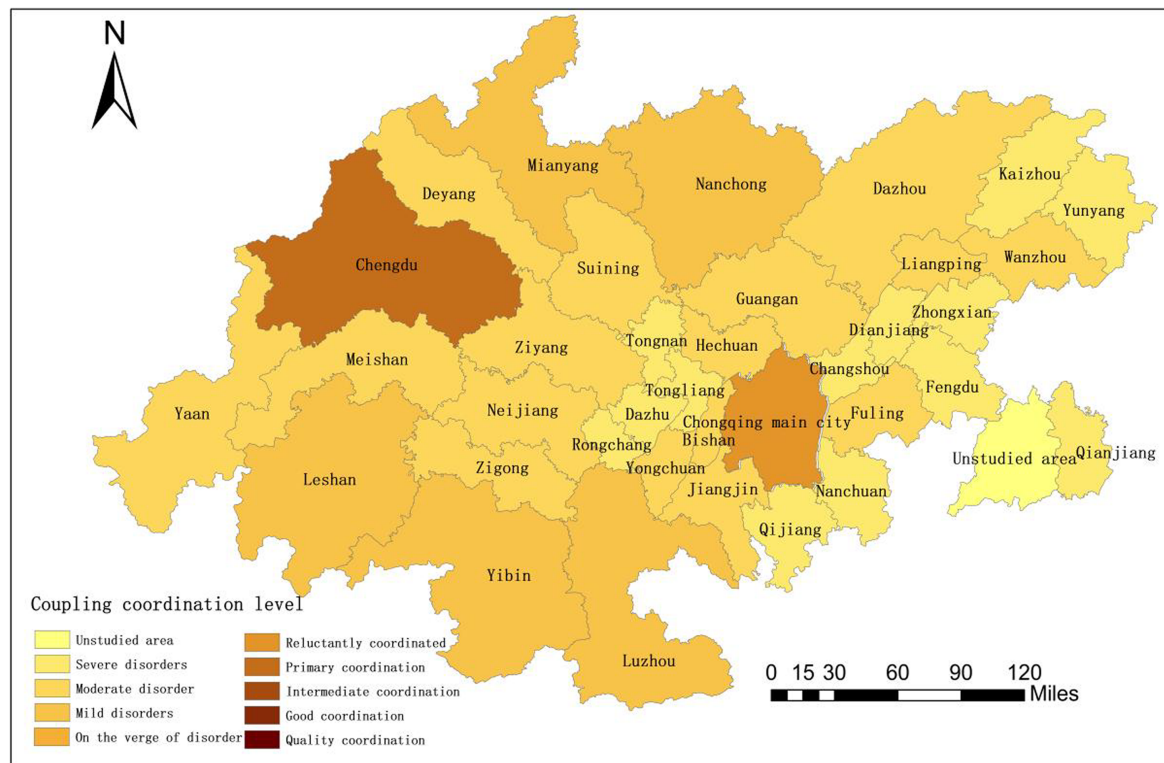 N
Mianyang
Nanchong
Kaizhou
Deyang
Dazhou
Yunyang
Chengdu
Suining
Liangping
Wanzhou
Guangan
Zhongxian
Dianjiang
Tongnan
Hechuan
Ziyang
Meishan
Changshou
Tongliang
Fengdu
Yaan
Neijiang
Dazhu
Chongqing main city
Fuling
Rongchang
Bishan
Qianjiang
Unstudied area
Zigong
Yongchuan
Leshan
Jiangjin
Nanchuan
Qijiang
Yibin
Luzhou
Coupling coordination level
Unstudied area
Severe disorders
Moderate disorder
Mild disorders
On the verge of disorder
Reluctantly coordinated
Primary coordination
Intermediate coordination
Good coordination
Quality coordination
0 15 30 60 90 120
Miles